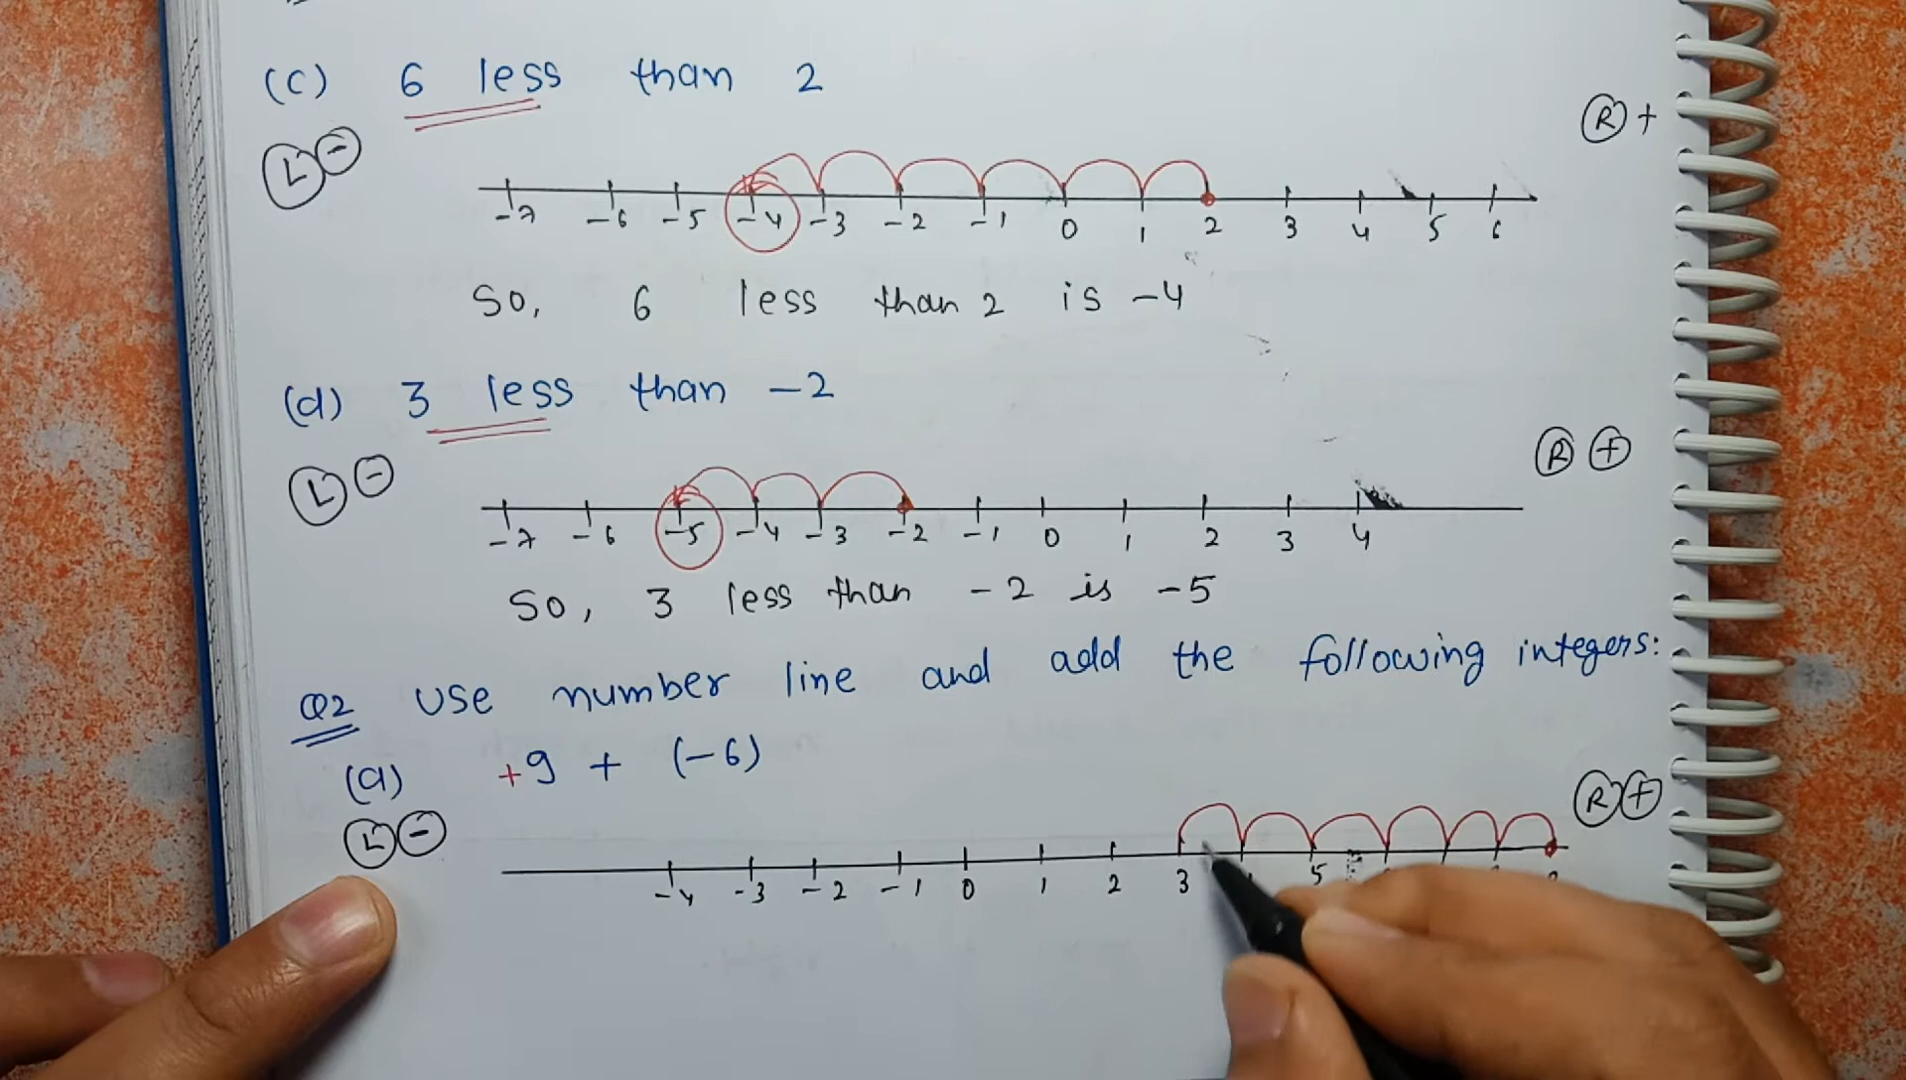 (c) 6 less than 2
L - R +
-7 -6 -5 -4 -3 -2 -1 0 1 2 3 4 5 6
So, 6 less than 2 is -4
(d) 3 less than -2
L - R +
-7 -6 -5 -4 -3 -2 -1 0 1 2 3 4
So, 3 less than -2 is -5
Q2 Use number line and add the following integers:
(a) +9 + (-6)
L - R +
-4 -3 -2 -1 0 1 2 3 5